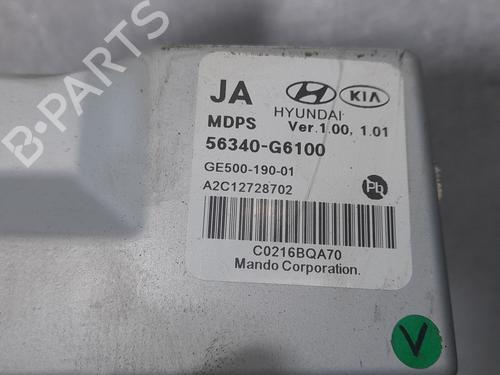 B-PARTS
JA
HYUNDAI
KIA
MDPS
Ver.1.00, 1.01
56340-G6100
GE500-190-01
A2C12728702
Pb
C0216BQA70
Mando Corporation.
V